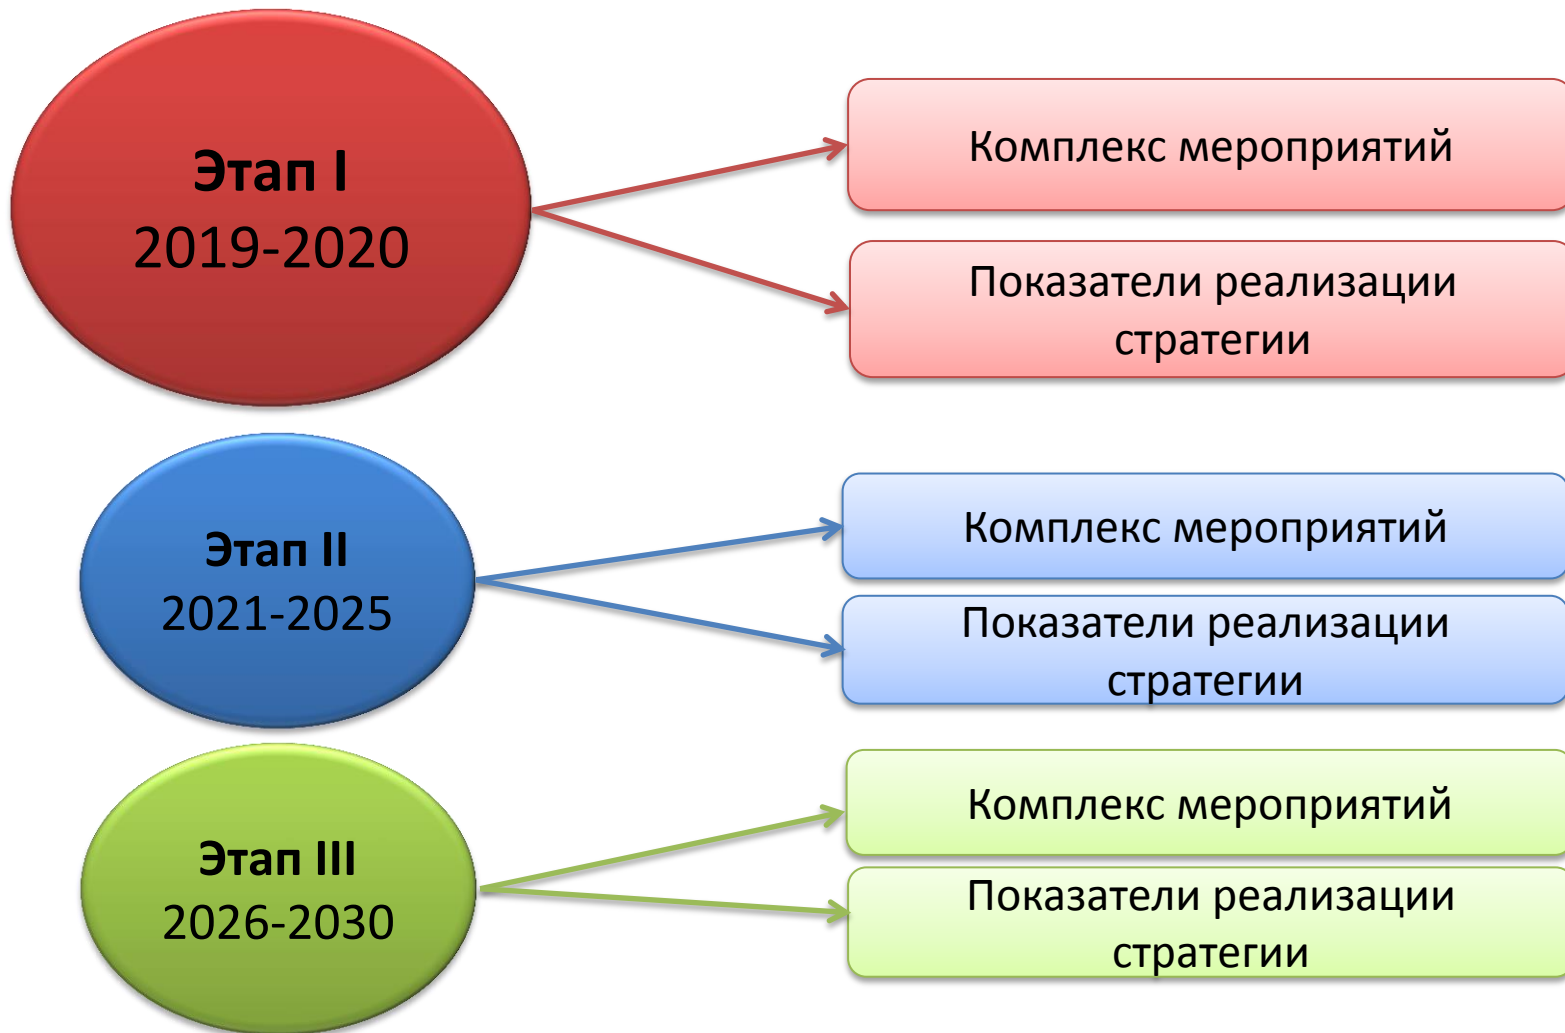 Этап I
2019-2020
Комплекс мероприятий
Показатели реализации
стратегии
Этап II
2021-2025
Комплекс мероприятий
Показатели реализации
стратегии
Этап III
2026-2030
Комплекс мероприятий
Показатели реализации
стратегии